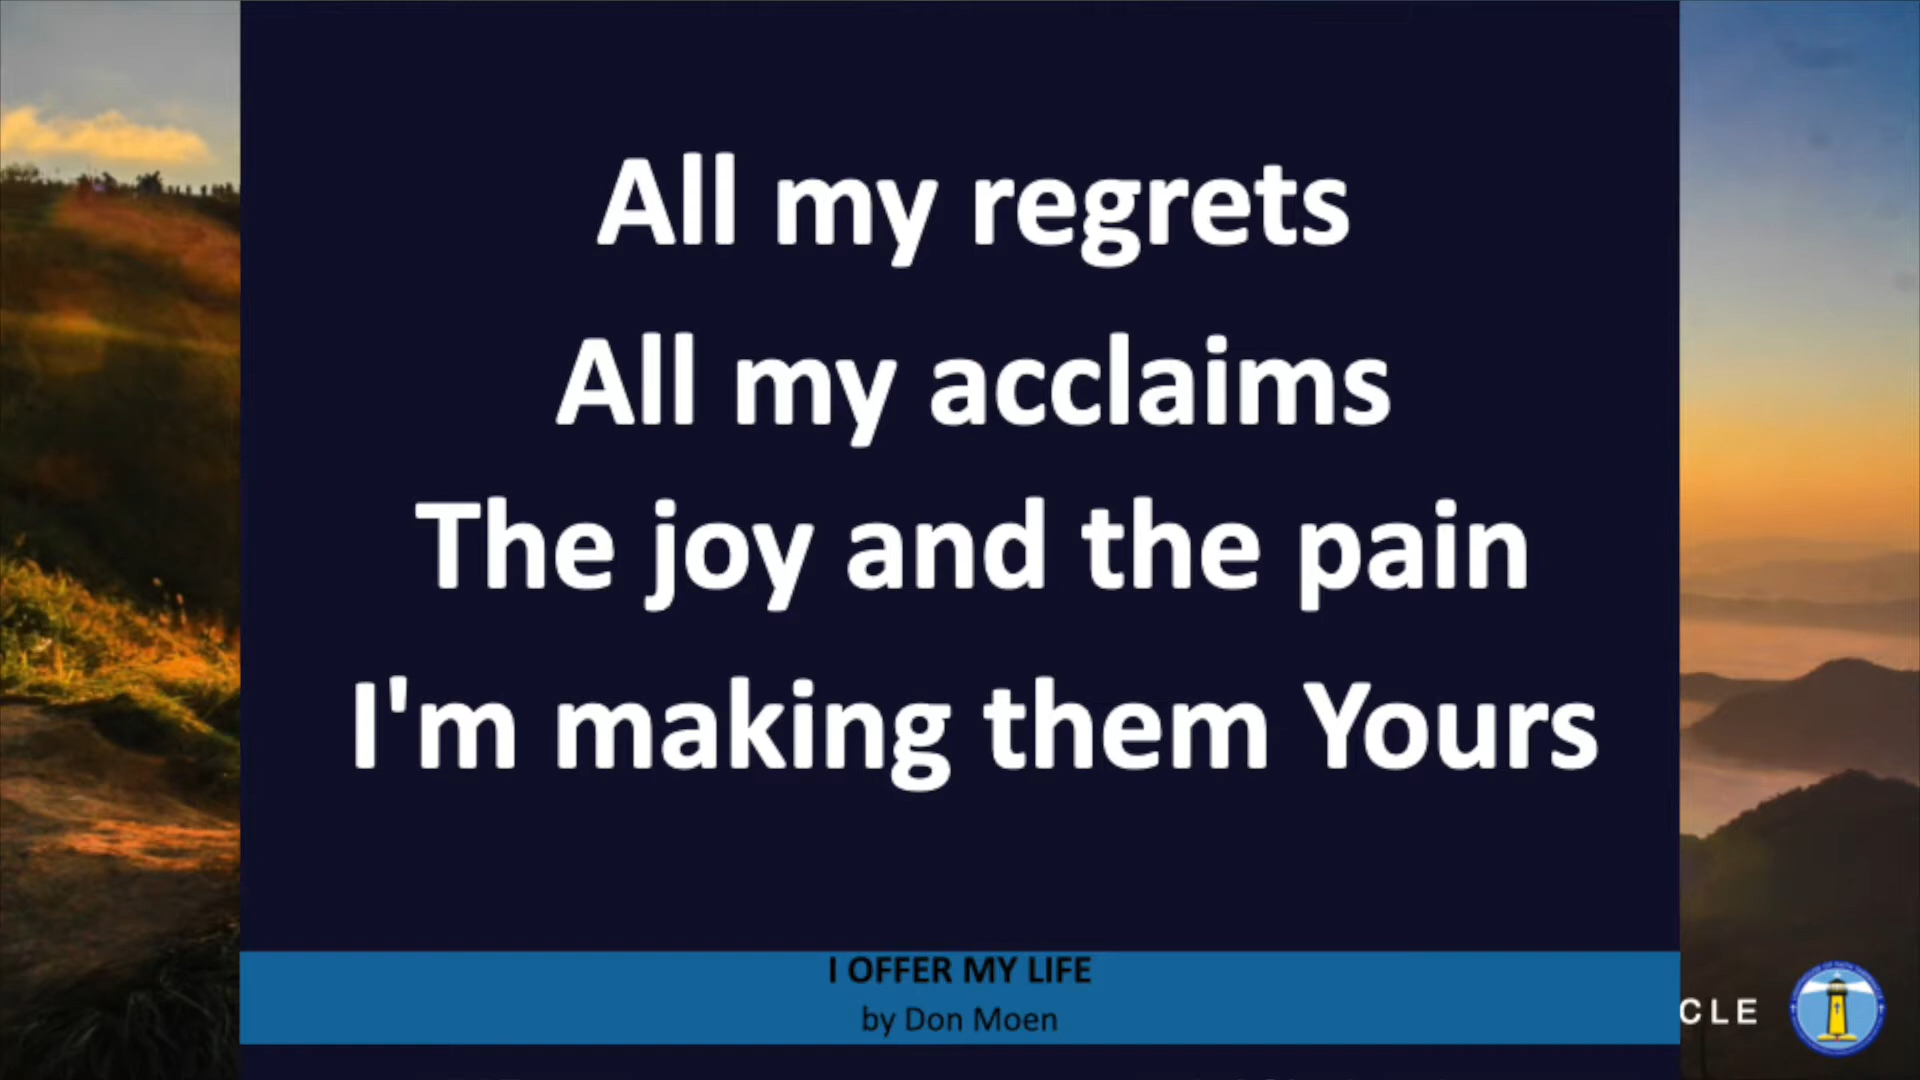 All my regrets
All my acclaims
The joy and the pain
I'm making them Yours
I OFFER MY LIFE
by Don Moen
CLE